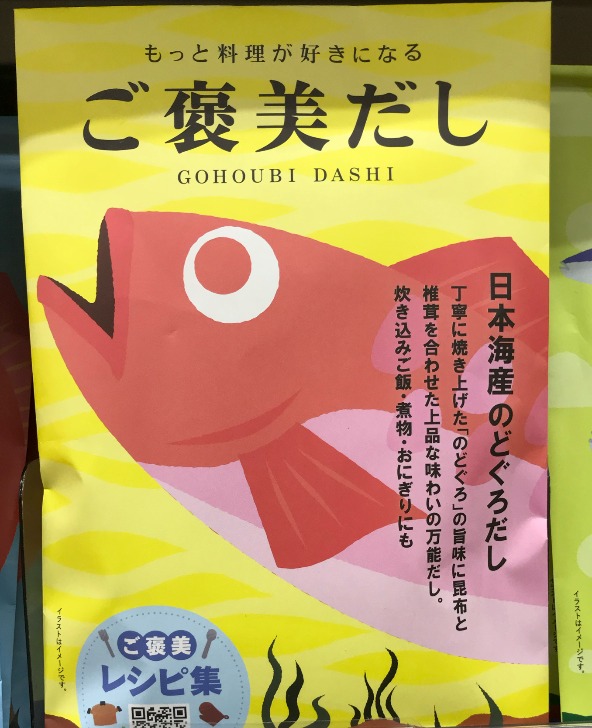 もっと料理が好きになる
ご褒美だし
GOHOUBI DASHI
日本海産 のどぐろだし
丁寧に焼き上げた「のどぐろ」の旨味に昆布と
椎茸を合わせた上品な味わいの万能だし。
炊き込みご飯・煮物・おにぎりにも
イラストはイメージです。
ご褒美
レシピ集
イラストはイメージです。